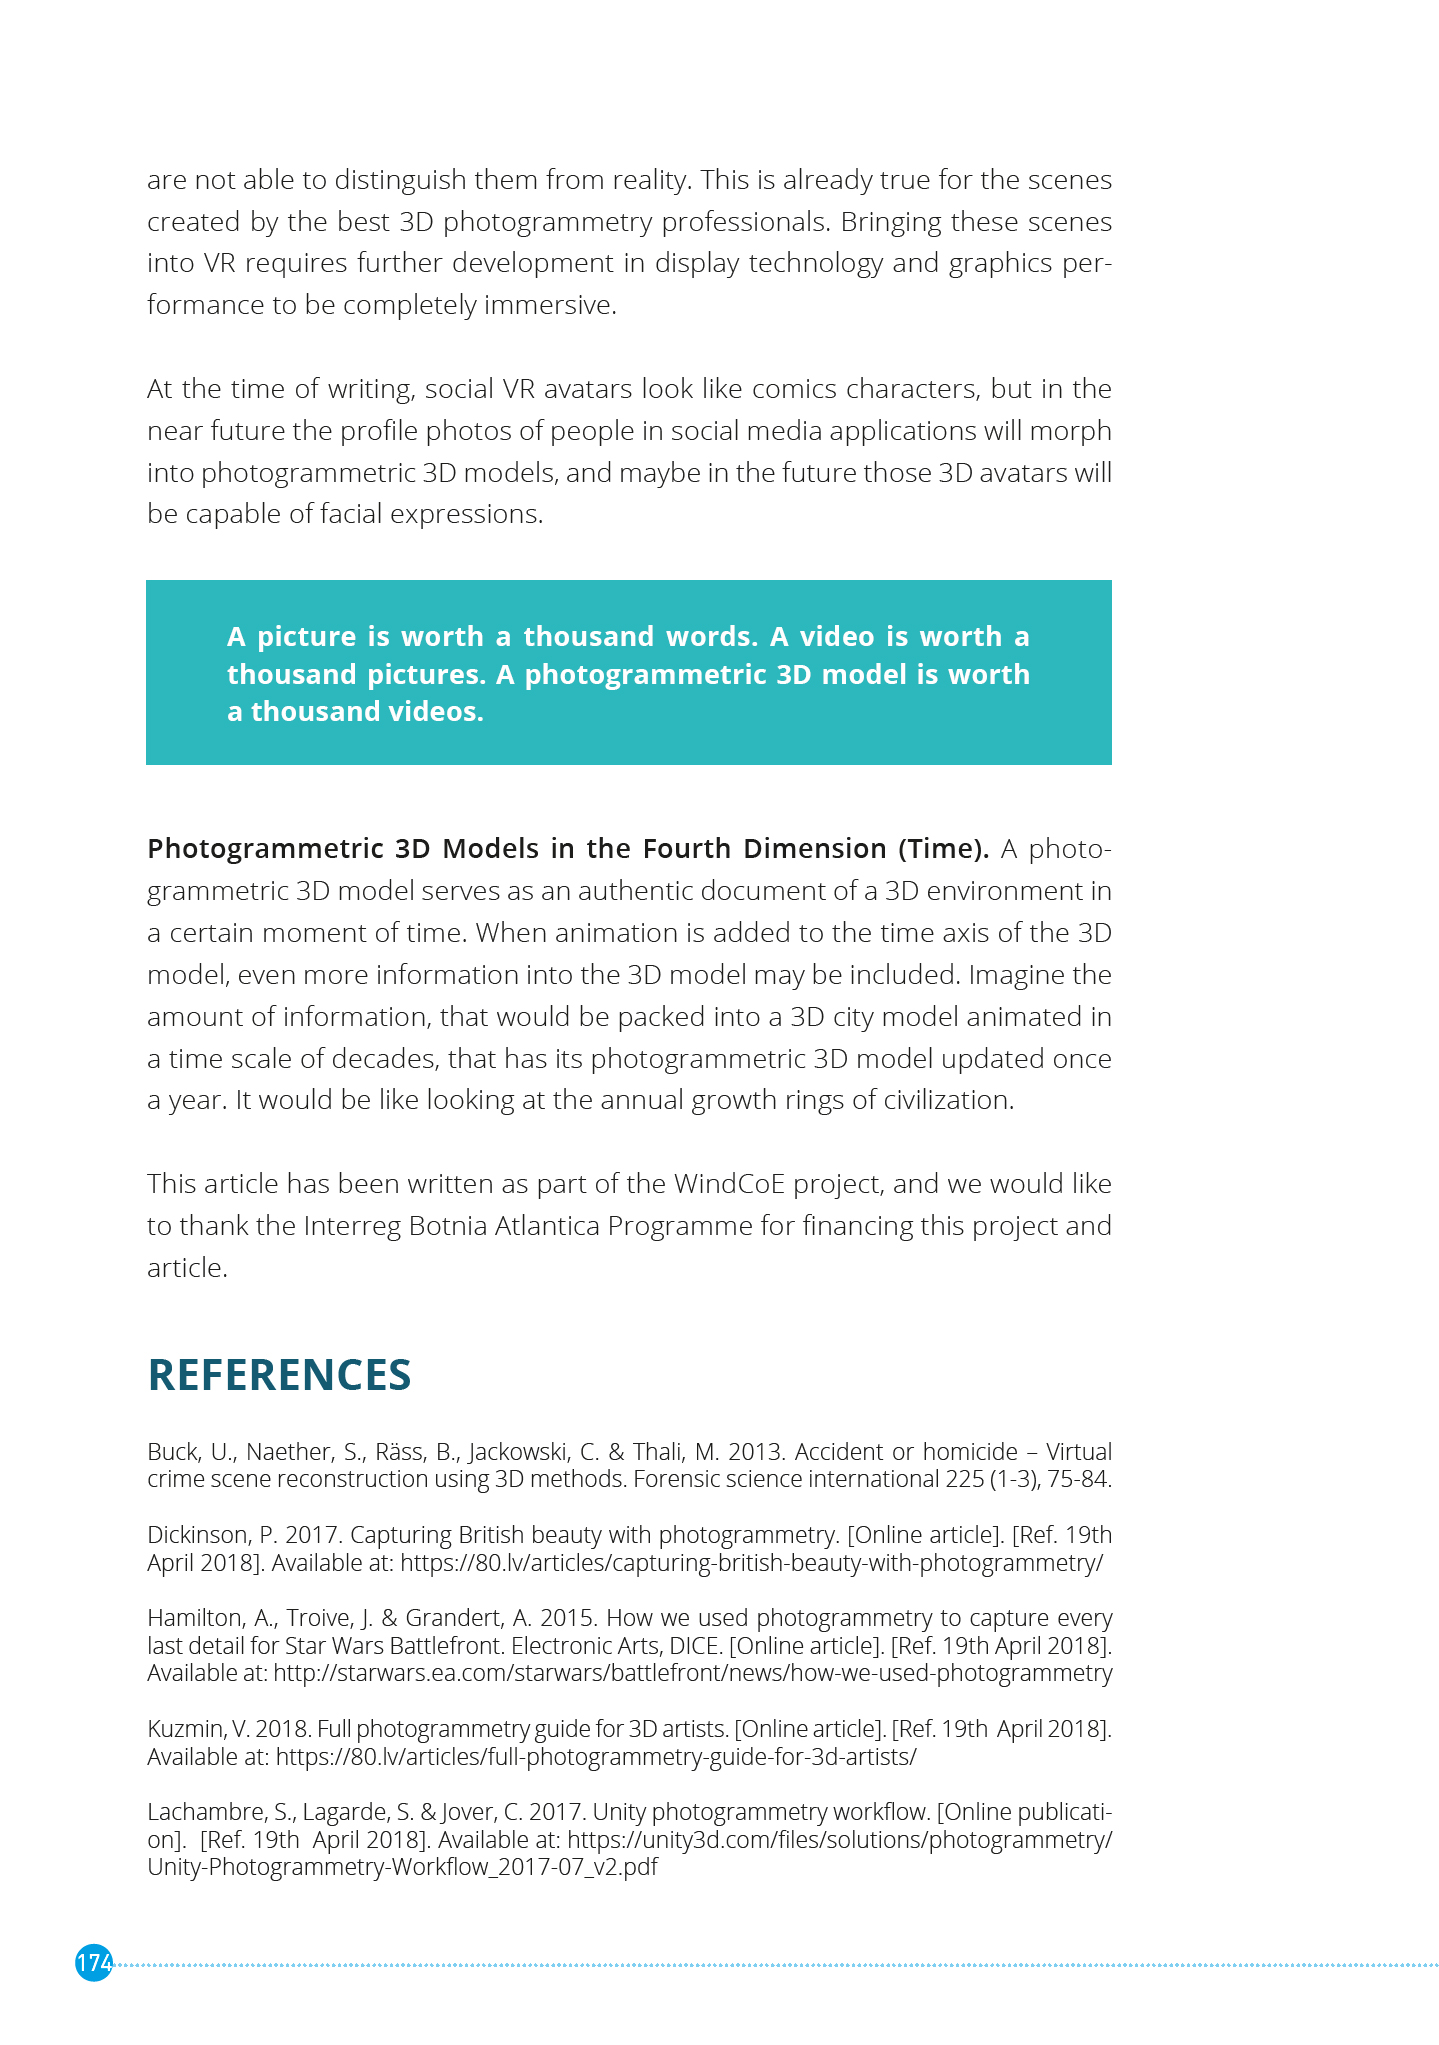 are not able to distinguish them from reality. This is already true for the scenes
created by the best 3D photogrammetry professionals. Bringing these scenes
into VR requires further development in display technology and graphics per-
formance to be completely immersive.
At the time of writing, social VR avatars look like comics characters, but in the
near future the profile photos of people in social media applications will morph
into photogrammetric 3D models, and maybe in the future those 3D avatars will
be capable of facial expressions.
A picture is worth a thousand words. A video is worth a
thousand pictures. A photogrammetric 3D model is worth
a thousand videos.
Photogrammetric 3D Models in the Fourth Dimension (Time). A photo-
grammetric 3D model serves as an authentic document of a 3D environment in
a certain moment of time. When animation is added to the time axis of the 3D
model, even more information into the 3D model may be included. Imagine the
amount of information, that would be packed into a 3D city model animated in
a time scale of decades, that has its photogrammetric 3D model updated once
a year. It would be like looking at the annual growth rings of civilization.
This article has been written as part of the WindCoE project, and we would like
to thank the Interreg Botnia Atlantica Programme for financing this project and
article.
REFERENCES
Buck, U., Naether, S., Räss, B., Jackowski, C. & Thali, M. 2013. Accident or homicide – Virtual
crime scene reconstruction using 3D methods. Forensic science international 225 (1-3), 75-84.
Dickinson, P. 2017. Capturing British beauty with photogrammetry. [Online article]. [Ref. 19th
April 2018]. Available at: https://80.lv/articles/capturing-british-beauty-with-photogrammetry/
Hamilton, A., Troive, J. & Grandert, A. 2015. How we used photogrammetry to capture every
last detail for Star Wars Battlefront. Electronic Arts, DICE. [Online article]. [Ref. 19th April 2018].
Available at: http://starwars.ea.com/starwars/battlefront/news/how-we-used-photogrammetry
Kuzmin, V. 2018. Full photogrammetry guide for 3D artists. [Online article]. [Ref. 19th April 2018].
Available at: https://80.lv/articles/full-photogrammetry-guide-for-3d-artists/
Lachambre, S., Lagarde, S. & Jover, C. 2017. Unity photogrammetry workflow. [Online publicati-
on]. [Ref. 19th April 2018]. Available at: https://unity3d.com/files/solutions/photogrammetry/
Unity-Photogrammetry-Workflow_2017-07_v2.pdf
174